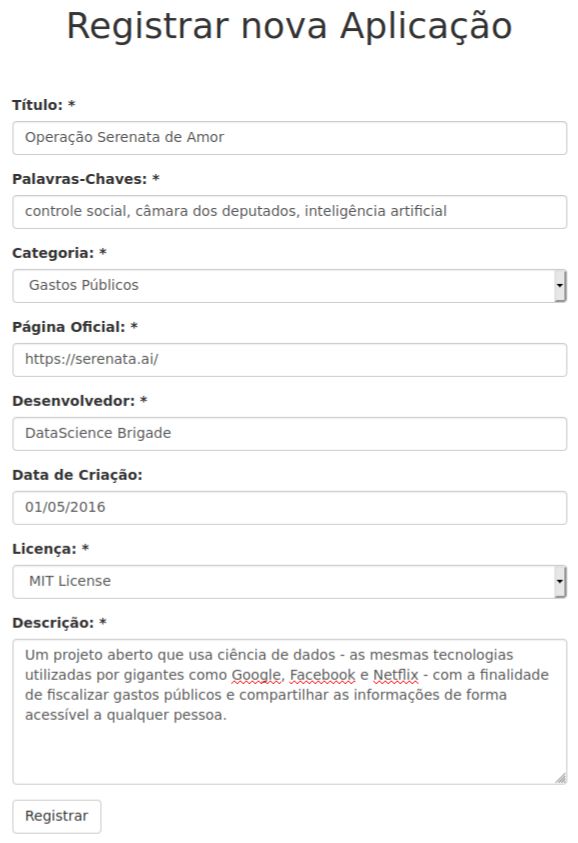 Registrar nova Aplicação
Título: *
Operação Serenata de Amor
Palavras-Chaves: *
controle social, câmara dos deputados, inteligência artificial
Categoria: *
Gastos Públicos
Página Oficial: *
https://serenata.ai/
Desenvolvedor: *
DataScience Brigade
Data de Criação:
01/05/2016
Licença: *
MIT License
Descrição: *
Um projeto aberto que usa ciência de dados - as mesmas tecnologias
utilizadas por gigantes como Google, Facebook e Netflix - com a finalidade
de fiscalizar gastos públicos e compartilhar as informações de forma
acessível a qualquer pessoa.
Registrar